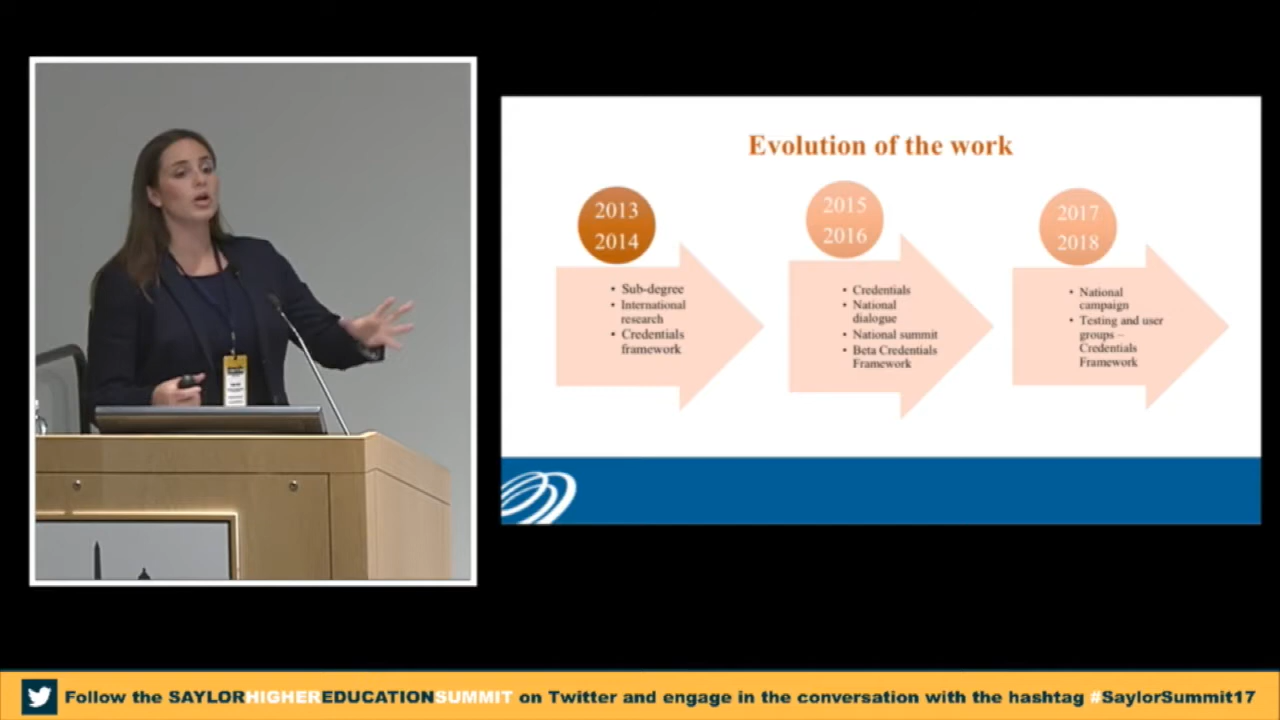 Evolution of the work
2013
2014
• Sub-degree
• International
research
• Credentials
framework
2015
2016
• Credentials
• National
dialogue
• National summit
• Beta Credentials
Framework
2017
2018
• National
campaign
• Testing and user
groups –
Credentials
Framework
Follow the SAYLORHIGHEREDUCATIONSUMMIT on Twitter and engage in the conversation with the hashtag #SaylorSummit17